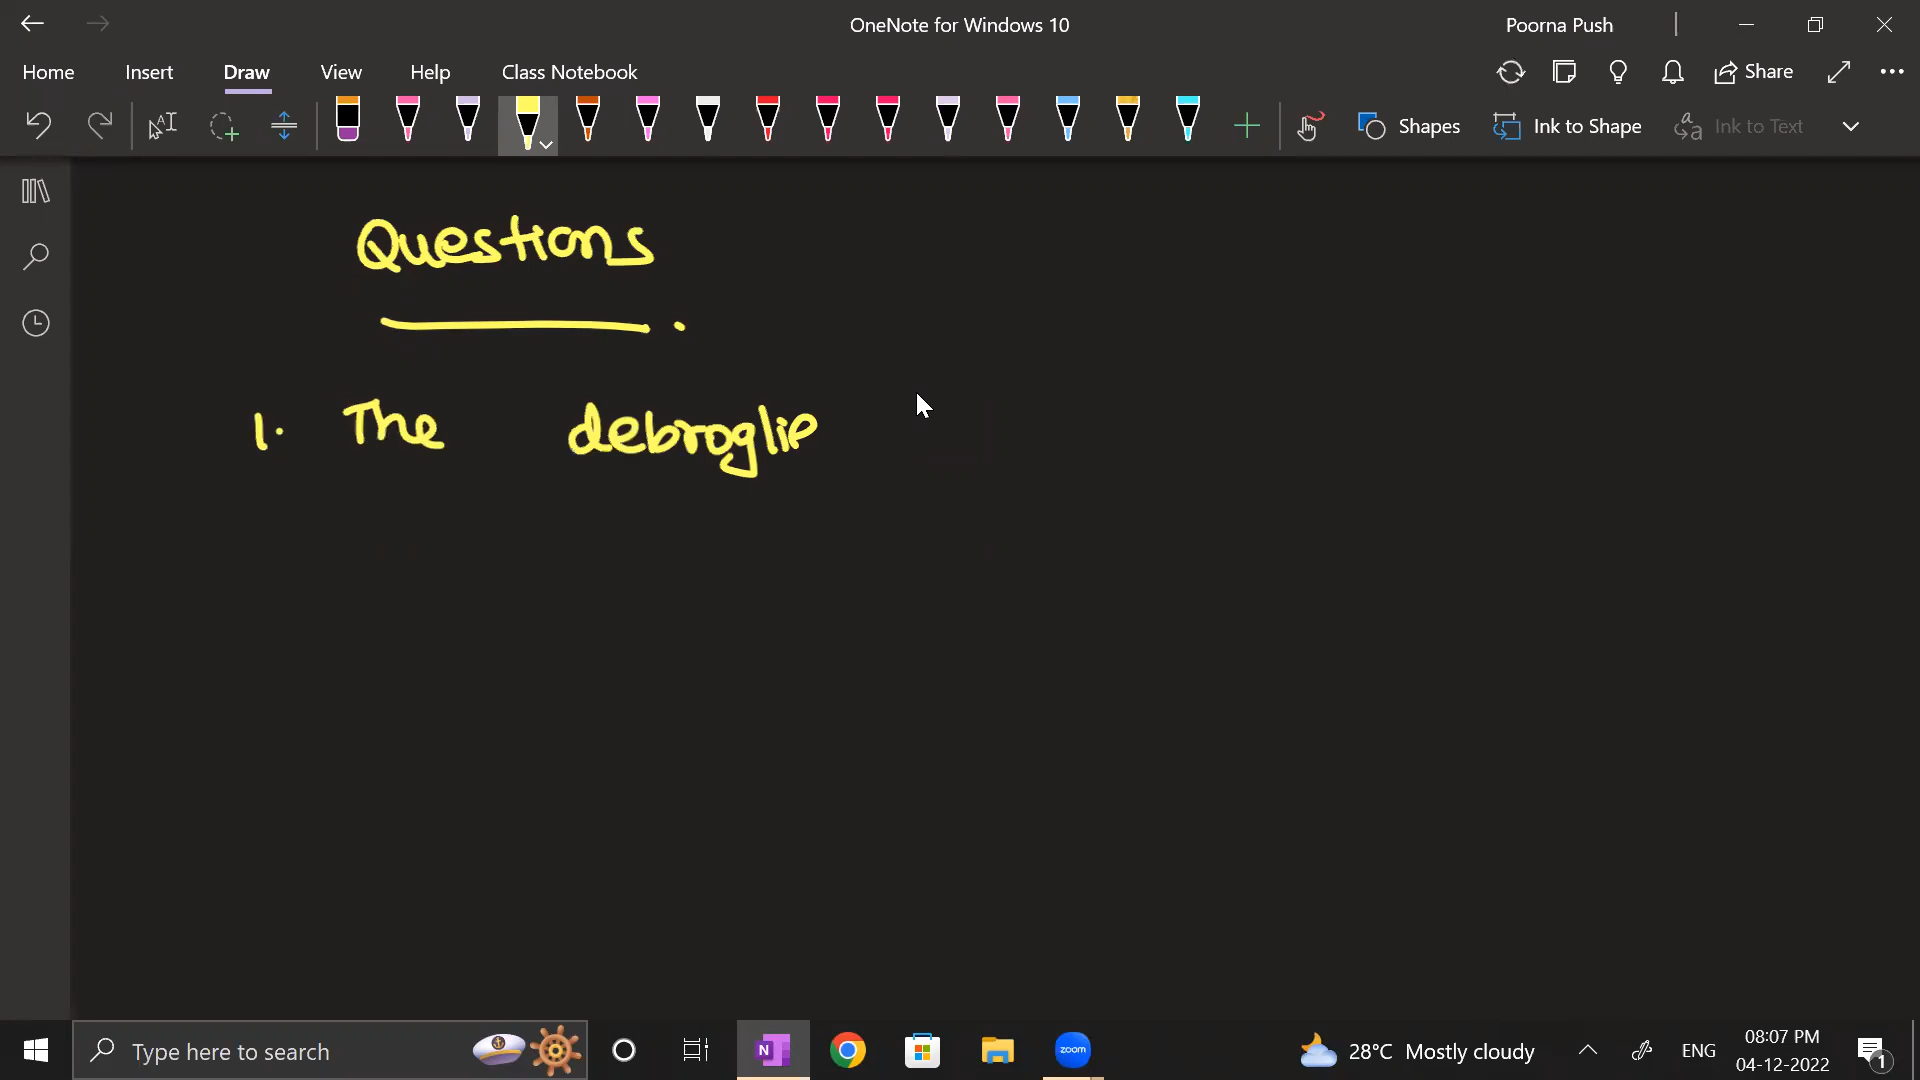 OneNote for Windows 10
Poorna Push
Home Insert Draw View Help Class Notebook
Share
Shapes Ink to Shape Ink to Text
Questions
1. The debroglie
Type here to search
N
zoom
28°C Mostly cloudy
ENG
08:07 PM
04-12-2022
1